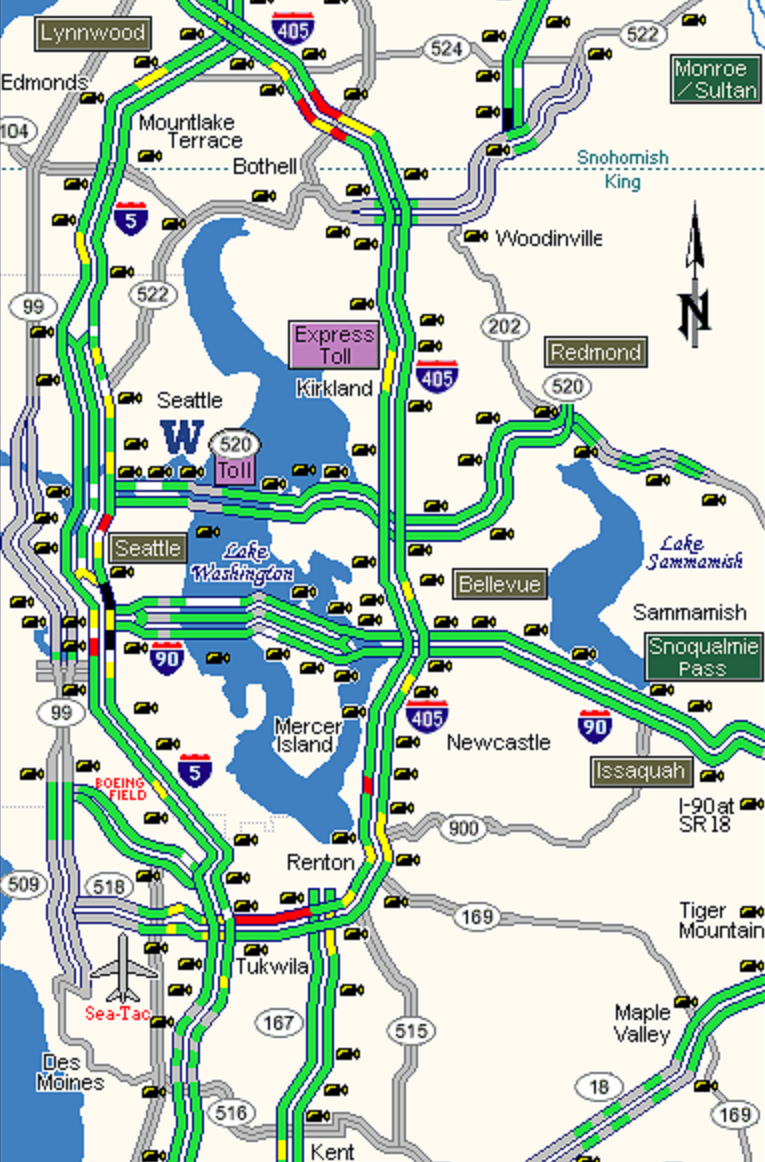 Lynnwood
405
524
522
Monroe
/Sultan
Edmonds
104
Mountlake
Terrace
Bothell
Snohomish
King
5
Woodinville
N
522
99
202
Express
Toll
Redmond
405
520
Kirkland
Seattle
W
520
Toll
Seattle
Lake
Washington
Lake
Sammamish
Bellevue
Sammamish
90
Snoqualmie
Pass
99
405
90
Mercer
Island
Newcastle
5
Issaquah
BOEING
FIELD
I-90 at
SR 18
900
Renton
509
518
169
Tiger
Mountain
Tukwila
Sea-Tac
167
515
Maple
Valley
Des
Moines
18
516
169
Kent